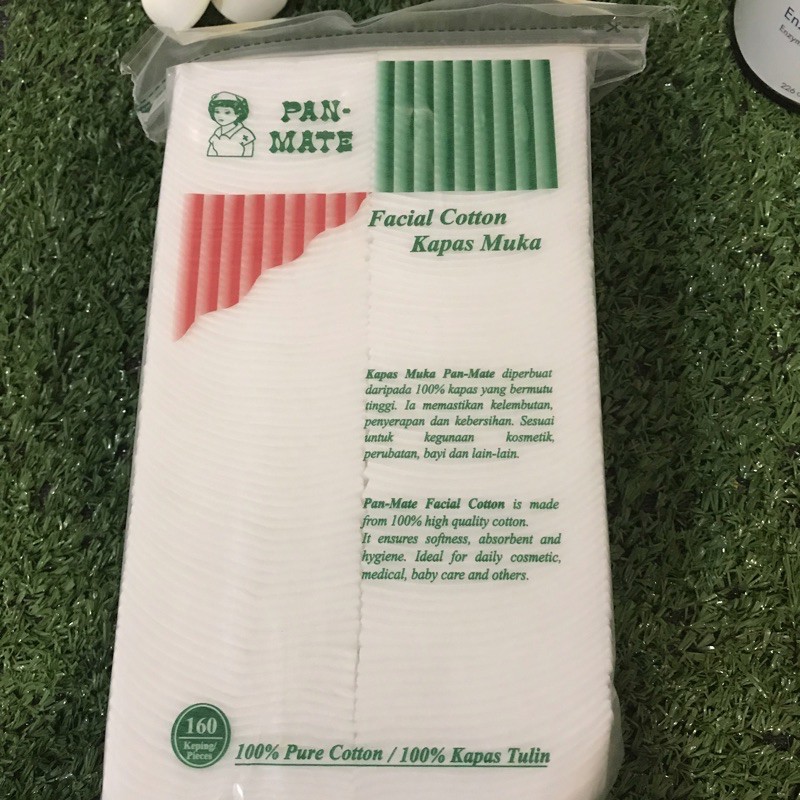 PAN-
MATE
Facial Cotton
Kapas Muka
Kapas Muka Pan-Mate diperbuat
daripada 100% kapas yang bermutu
tinggi. Ia memastikan kelembutan,
penyerapan dan kebersihan. Sesuai
untuk kegunaan kosmetik,
perubatan, bayi dan lain-lain.
Pan-Mate Facial Cotton is made
from 100% high quality cotton.
It ensures softness, absorbent and
hygiene. Ideal for daily cosmetic,
medical, baby care and others.
160
Keping/
Pieces
100% Pure Cotton / 100% Kapas Tulin